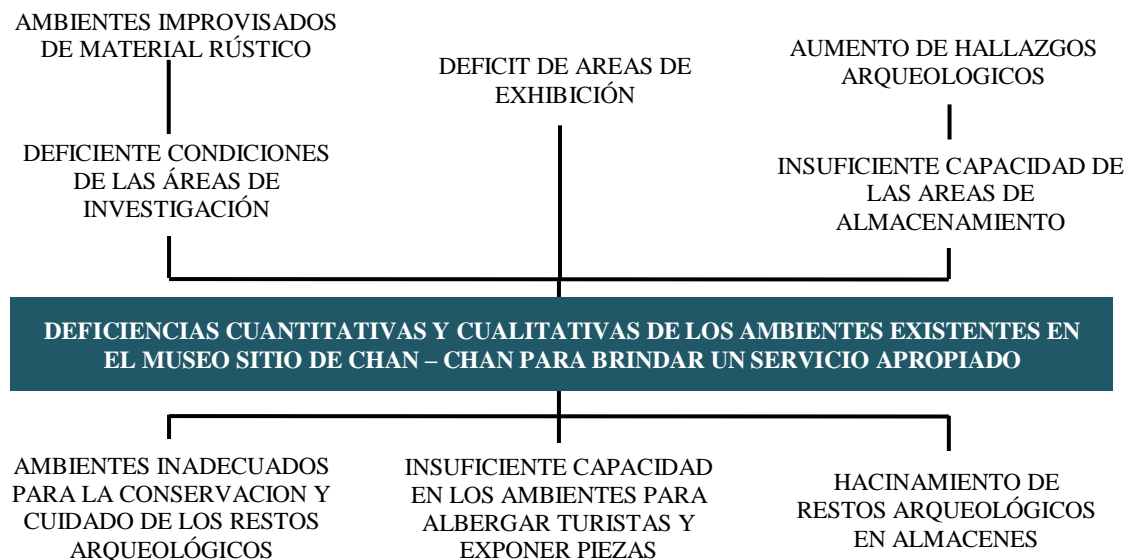 AMBIENTES IMPROVISADOS
DE MATERIAL RÚSTICO
DEFICIT DE AREAS DE
EXHIBICIÓN
AUMENTO DE HALLAZGOS
ARQUEOLOGICOS
DEFICIENTE CONDICIONES
DE LAS ÁREAS DE
INVESTIGACIÓN
INSUFICIENTE CAPACIDAD DE
LAS AREAS DE
ALMACENAMIENTO
DEFICIENCIAS CUANTITATIVAS Y CUALITATIVAS DE LOS AMBIENTES EXISTENTES EN
EL MUSEO SITIO DE CHAN – CHAN PARA BRINDAR UN SERVICIO APROPIADO
AMBIENTES INADECUADOS
PARA LA CONSERVACION Y
CUIDADO DE LOS RESTOS
ARQUEOLÓGICOS
INSUFICIENTE CAPACIDAD
EN LOS AMBIENTES PARA
ALBERGAR TURISTAS Y
EXPONER PIEZAS
HACINAMIENTO DE
RESTOS ARQUEOLÓGICOS
EN ALMACENES